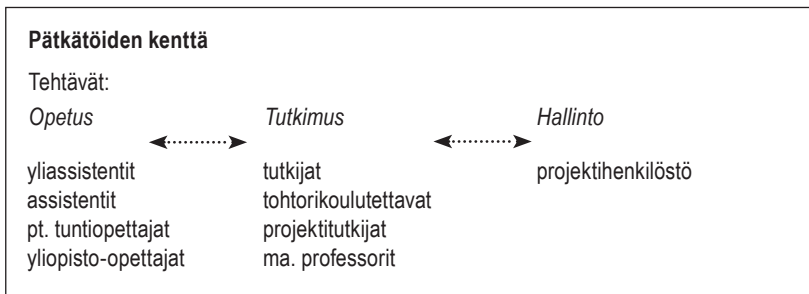 Pätkätöiden kenttä
Tehtävät:
Opetus Tutkimus Hallinto
yliassistentit tutkijat projektihenkilöstö
assistentit tohtorikoulutettavat
pt. tuntiopettajat projektitutkijat
yliopisto-opettajat ma. professorit